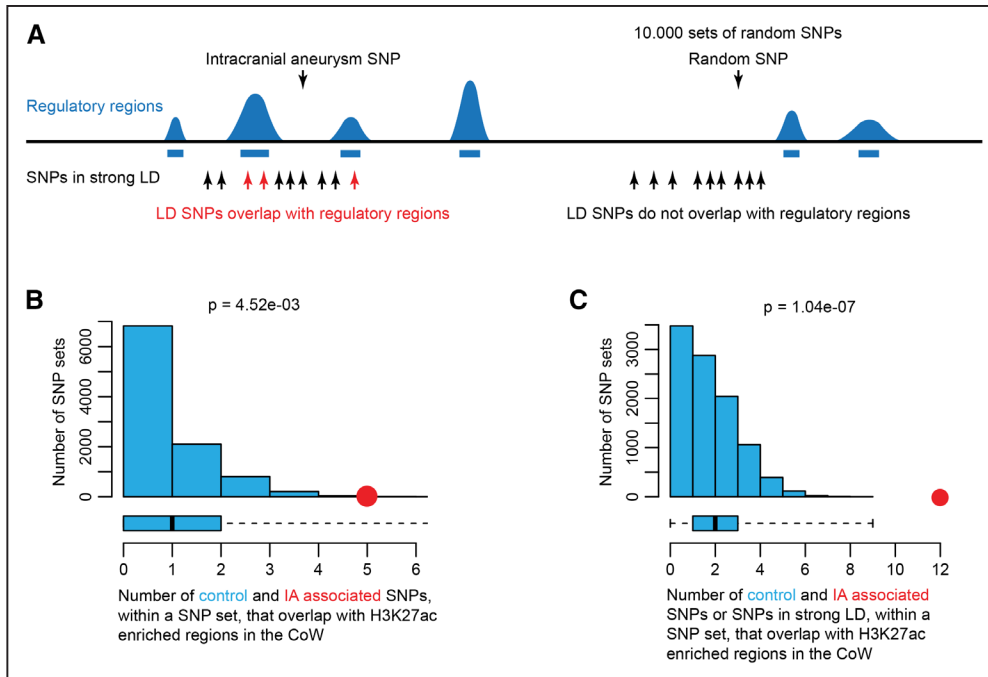 A
10.000 sets of random SNPs
Intracranial aneurysm SNP
Random SNP
Regulatory regions
SNPs in strong LD
LD SNPs overlap with regulatory regions
LD SNPs do not overlap with regulatory regions
B
p = 4.52e-03
Number of SNP sets
0 2000 4000 6000
0 1 2 3 4 5 6
Number of control and IA associated SNPs,
within a SNP set, that overlap with H3K27ac
enriched regions in the CoW
C
p = 1.04e-07
Number of SNP sets
0 1000 2000 3000
0 2 4 6 8 10 12
Number of control and IA associated
SNPs or SNPs in strong LD, within a
SNP set, that overlap with H3K27ac
enriched regions in the CoW